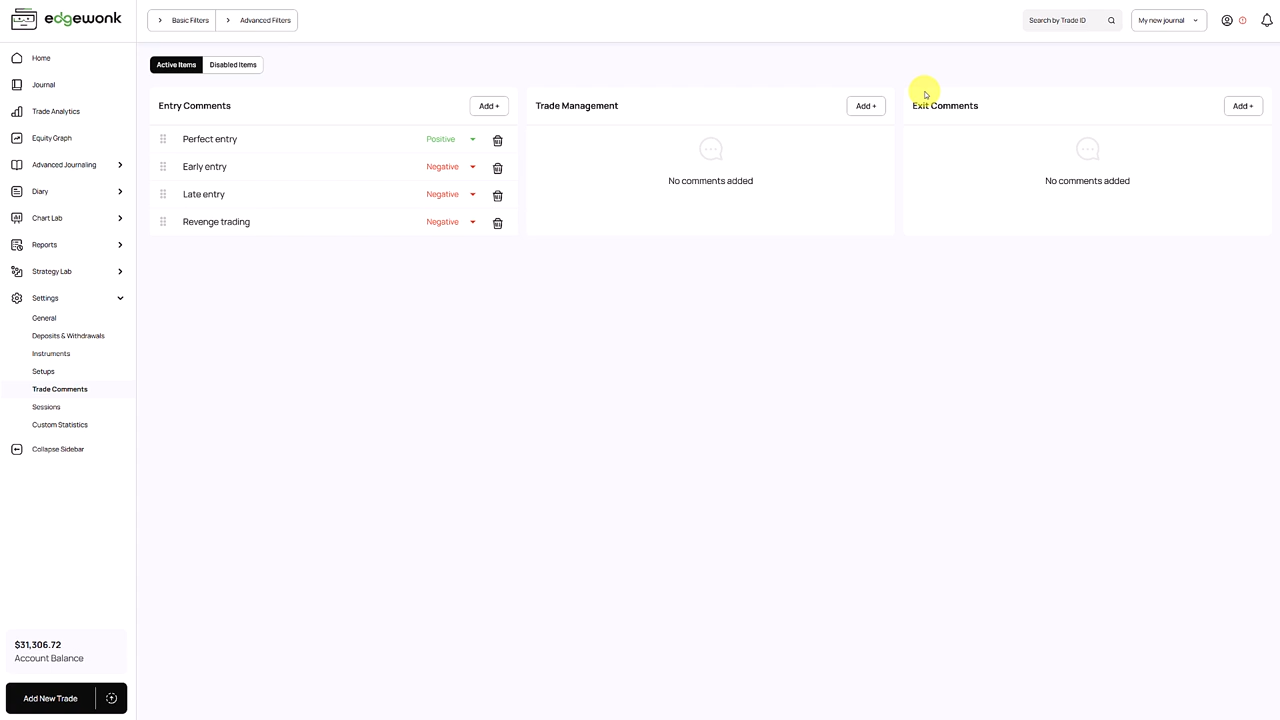 edgewonk
Basic Filters
Advanced Filters
Search by Trade ID
My new journal
Home
Journal
Trade Analytics
Equity Graph
Advanced Journaling
Diary
Chart Lab
Reports
Strategy Lab
Settings
General
Deposits & Withdrawals
Instruments
Setups
Trade Comments
Sessions
Custom Statistics
Collapse Sidebar
$31,306.72
Account Balance
Add New Trade
Active Items
Disabled Items
Entry Comments
Add +
Perfect entry
Positive
Early entry
Negative
Late entry
Negative
Revenge trading
Negative
Trade Management
Add +
No comments added
Exit Comments
Add +
No comments added